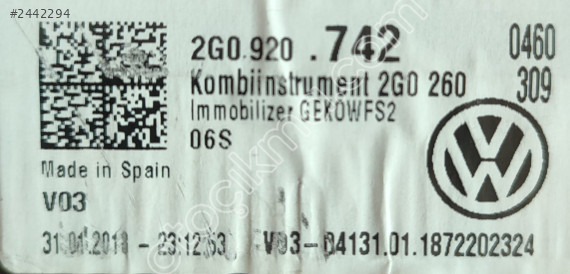 #2442294
2G0.920 .742 0460
Kombiinstrument 2G0 260 309
Immobilizer GEKOWFS2
06S
Made in Spain
V03
31.01.2018 - 23:12:53 V03-04131.01.1872202324